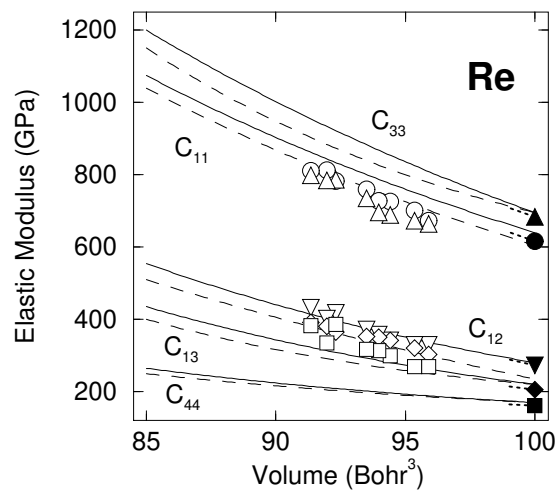 1200
1000
800
600
400
200
Elastic Modulus (GPa)
Re
C₃₃
C₁₁
C₁₂
C₁₃
C₄₄
85
90
95
100
Volume (Bohr³)